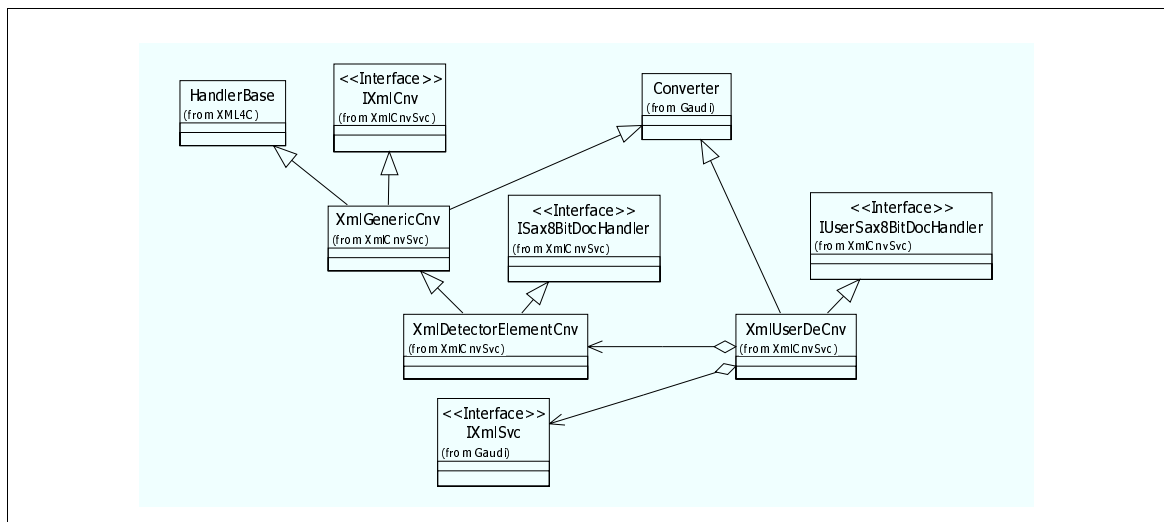 HandlerBase
(from XML4C)
<<Interface>>
IXmlCnv
(from XmlCnvSvc)
Converter
(from Gaudi)
XmlGenericCnv
(from XmlCnvSvc)
<<Interface>>
ISax8BitDocHandler
(from XmlCnvSvc)
<<Interface>>
IUserSax8BitDocHandler
(from XmlCnvSvc)
XmlDetectorElementCnv
(from XmlCnvSvc)
XmlUserDeCnv
(from XmlCnvSvc)
<<Interface>>
IXmlSvc
(from Gaudi)